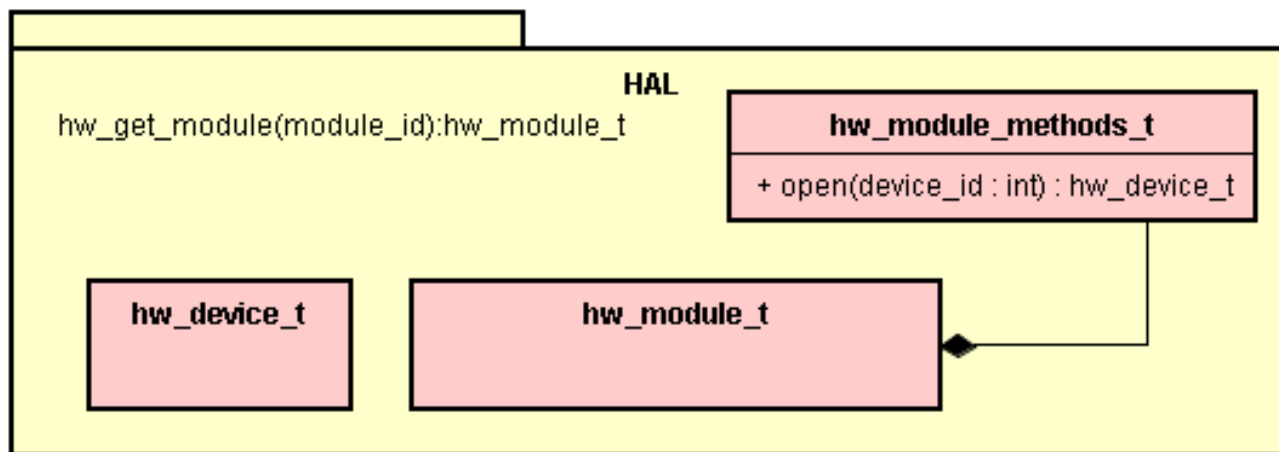 HAL
hw_get_module(module_id):hw_module_t
hw_module_methods_t
+ open(device_id : int) : hw_device_t
hw_device_t
hw_module_t